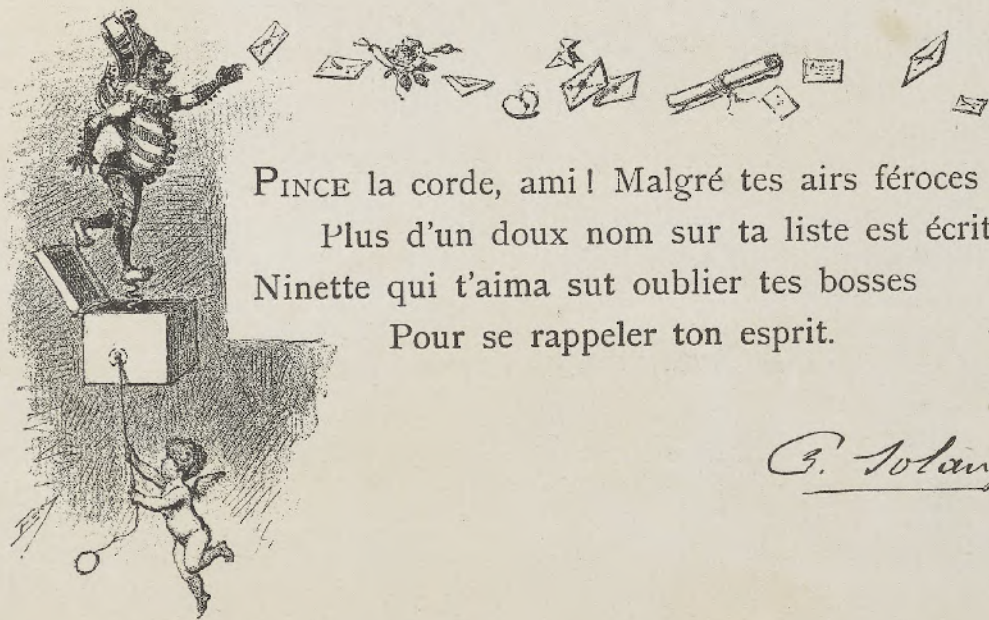 PINCE la corde, ami ! Malgré tes airs féroces
Plus d'un doux nom sur ta liste est écrit
Ninette qui t'aima sut oublier tes bosses
Pour se rappeler ton esprit.